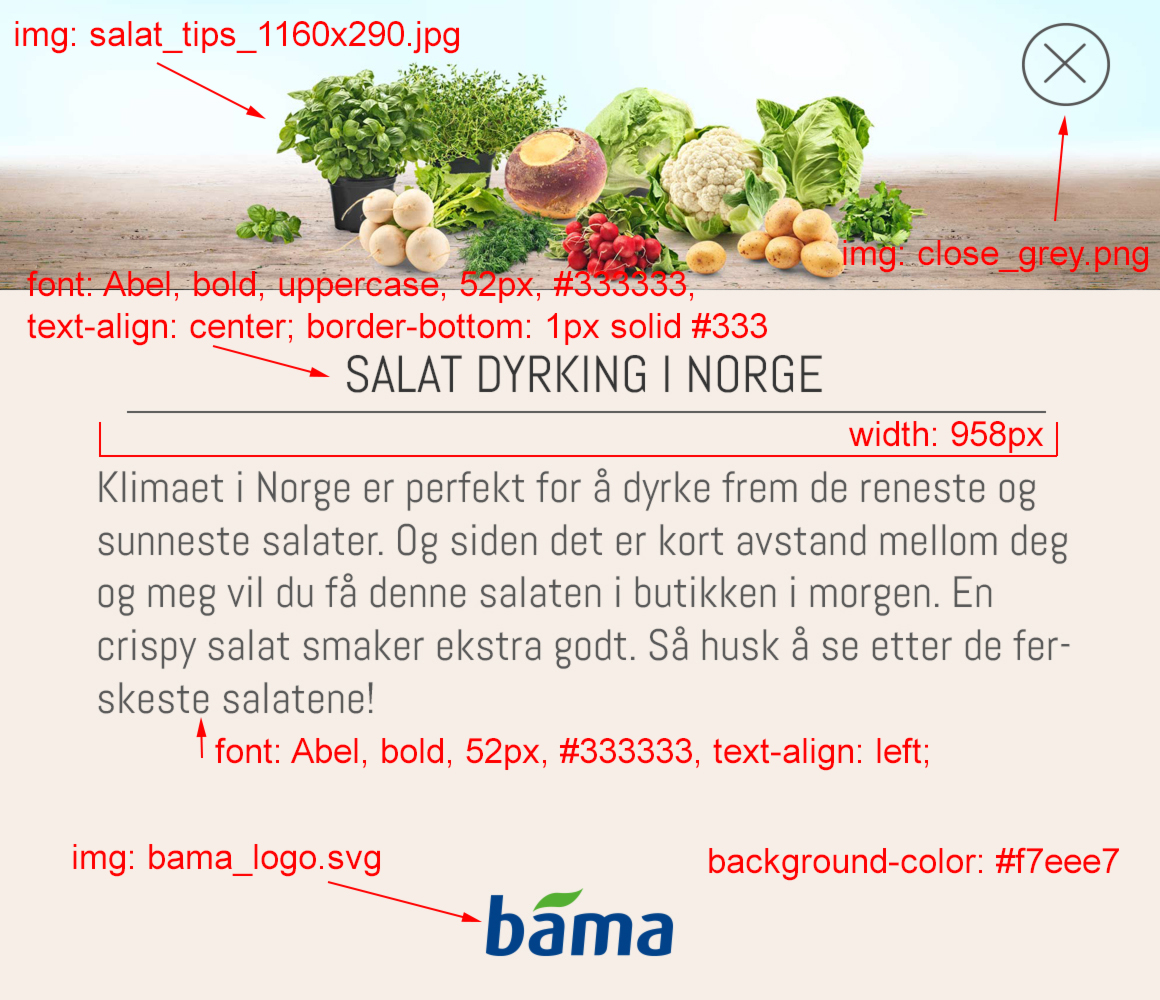 img: salat_tips_1160x290.jpg
img: close_grey.png
font: Abel, bold, uppercase, 52px, #333333,
text-align: center; border-bottom: 1px solid #333
SALAT DYRKING I NORGE
width: 958px
Klimaet i Norge er perfekt for å dyrke frem de reneste og
sunneste salater. Og siden det er kort avstand mellom deg
og meg vil du få denne salaten i butikken i morgen. En
crispy salat smaker ekstra godt. Så husk å se etter de fer-
skeste salatene!
font: Abel, bold, 52px, #333333, text-align: left;
img: bama_logo.svg
background-color: #f7eee7
bama